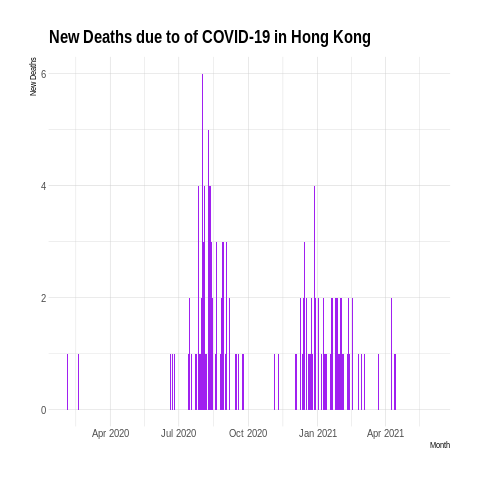 New Deaths due to of COVID-19 in Hong Kong
New Deaths
6
4
2
0
Apr 2020 Jul 2020 Oct 2020 Jan 2021 Apr 2021
Month